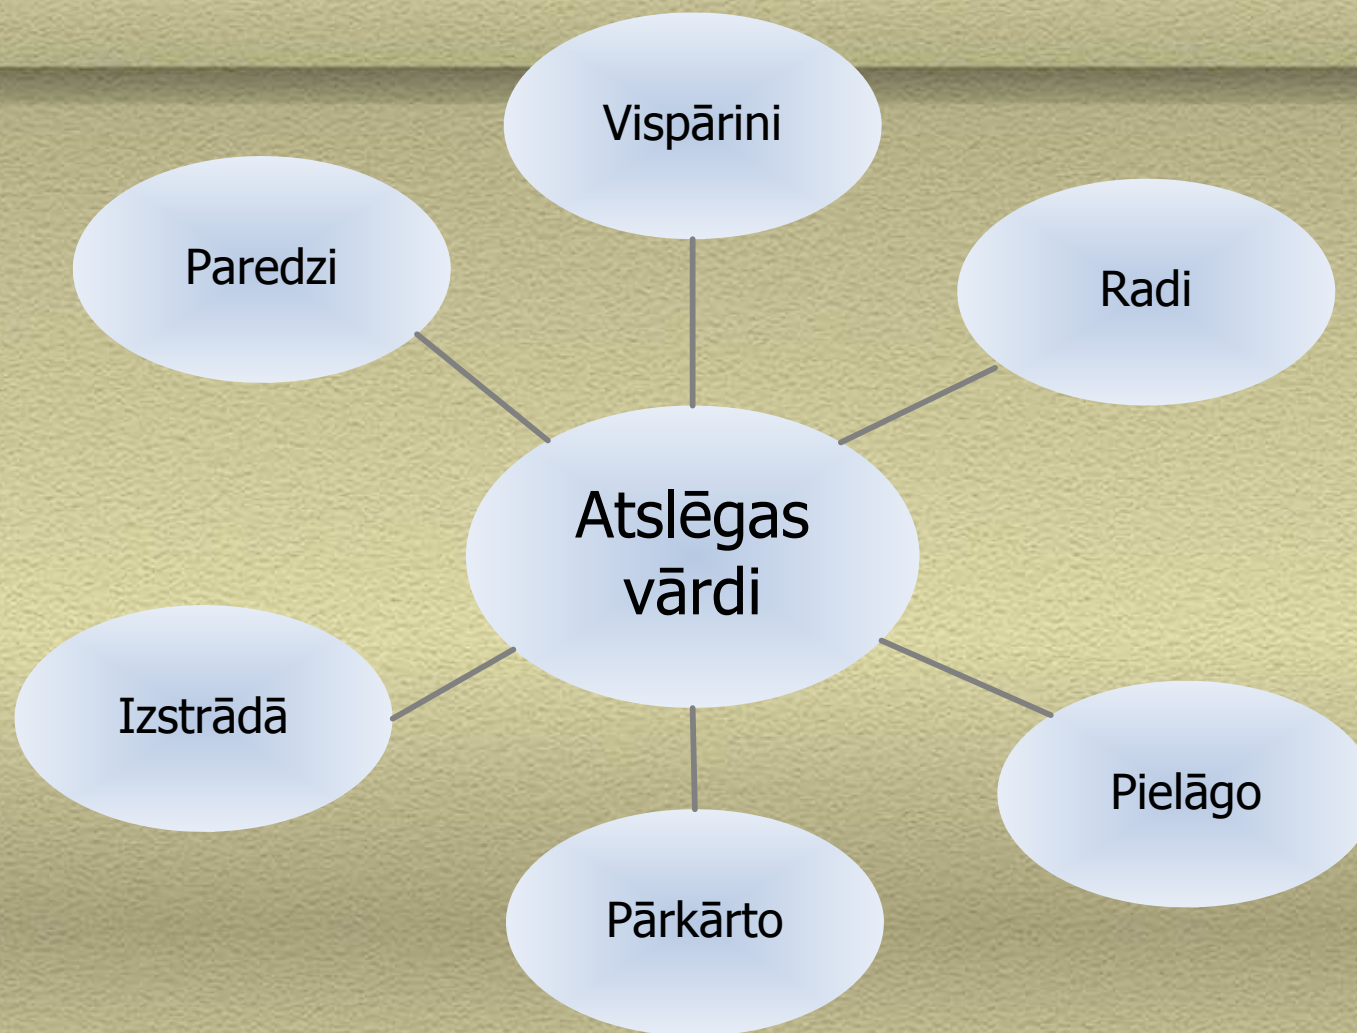 Vispārini
Paredzi
Radi
Atslēgas
vārdi
Izstrādā
Pielāgo
Pārkārto